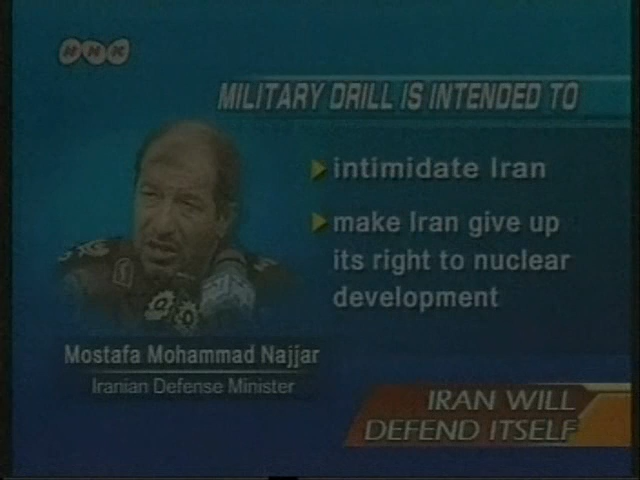 NHK
MILITARY DRILL IS INTENDED TO
intimidate Iran
make Iran give up
its right to nuclear
development
Mostafa Mohammad Najjar
Iranian Defense Minister
IRAN WILL
DEFEND ITSELF